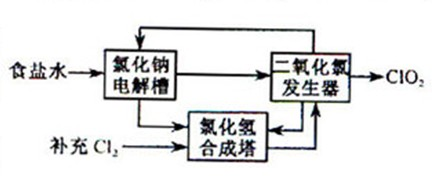 食盐水
氯化钠
电解槽
二氧化氯
发生器
ClO₂
氯化氢
合成塔
补充 Cl₂